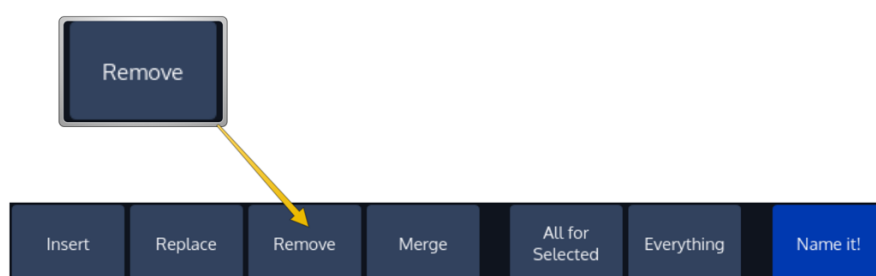 Remove
Insert
Replace
Remove
Merge
All for
Selected
Everything
Name it!